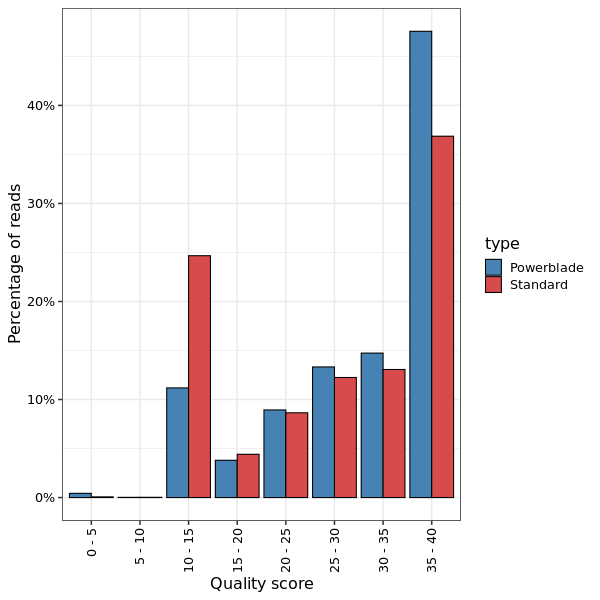 Percentage of reads
40%
30%
20%
10%
0%
0 - 5
5 - 10
10 - 15
15 - 20
20 - 25
25 - 30
30 - 35
35 - 40
Quality score
type
Powerblade
Standard